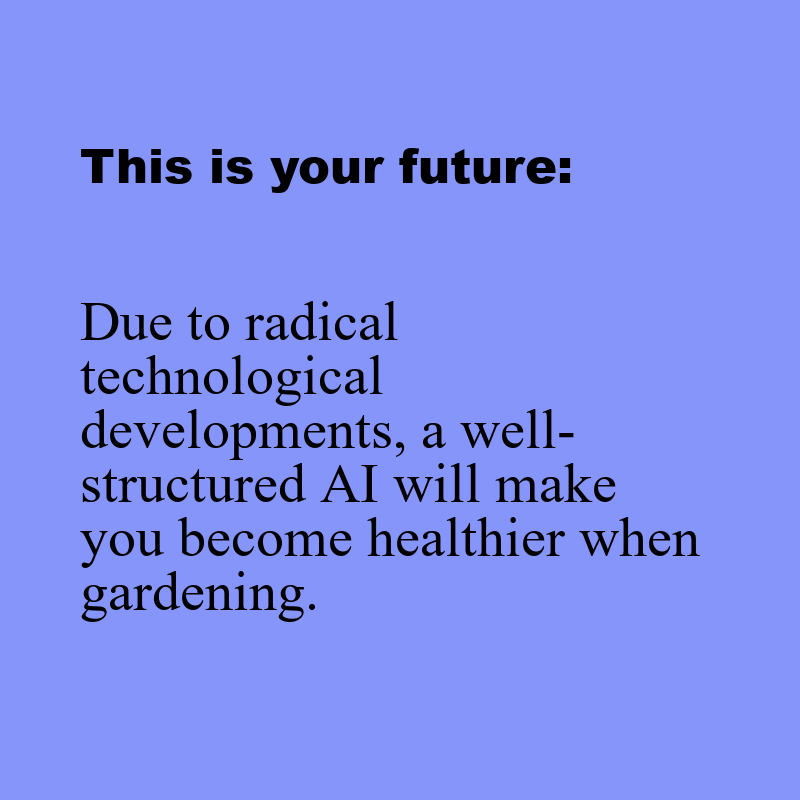 This is your future:
Due to radical
technological
developments, a well-
structured AI will make
you become healthier when
gardening.